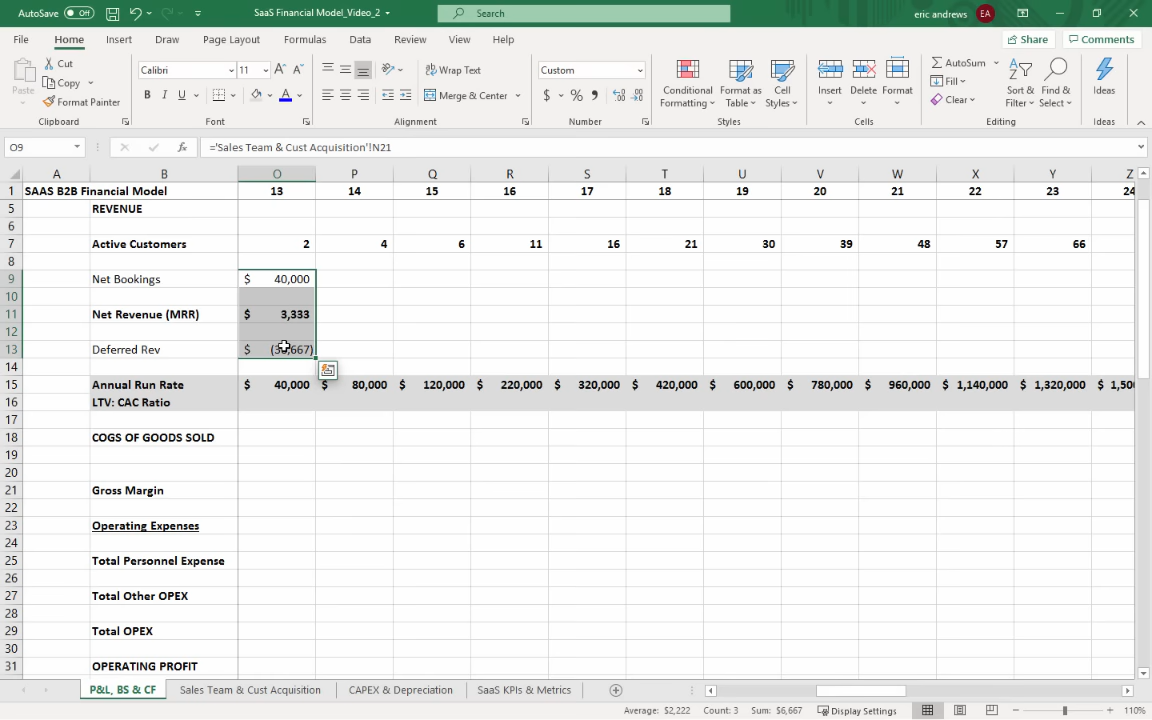 AutoSave Off SaaS Financial Model_Video_2 Search eric andrews EA
File Home Insert Draw Page Layout Formulas Data Review View Help Share Comments
Cut Calibri 11 Wrap Text Custom AutoSum
Paste Copy Conditional Format as Cell Insert Delete Format Fill Sort & Find & Ideas
Format Painter B I U Merge & Center $ % Formatting Table Styles Clear Filter Select
Clipboard Font Alignment Number Styles Cells Editing Ideas
O9 fx ='Sales Team & Cust Acquisition'!N21
A B O P Q R S T U V W X Y Z
1 SAAS B2B Financial Model 13 14 15 16 17 18 19 20 21 22 23 24
5 REVENUE
6
7 Active Customers 2 4 6 11 16 21 30 39 48 57 66
8
9 Net Bookings $ 40,000
10
11 Net Revenue (MRR) $ 3,333
12
13 Deferred Rev $
14
15 Annual Run Rate $ 40,000 $ 80,000 $ 120,000 $ 220,000 $ 320,000 $ 420,000 $ 600,000 $ 780,000 $ 960,000 $ 1,140,000 $ 1,320,000
16 LTV: CAC Ratio
17
18 COGS OF GOODS SOLD
19
20
21 Gross Margin
22
23 Operating Expenses
24
25 Total Personnel Expense
26
27 Total Other OPEX
28
29 Total OPEX
30
31 OPERATING PROFIT
P&L, BS & CF Sales Team & Cust Acquisition CAPEX & Depreciation SaaS KPIs & Metrics
Average: $2,222 Count: 3 Sum: $6,667 Display Settings 110%